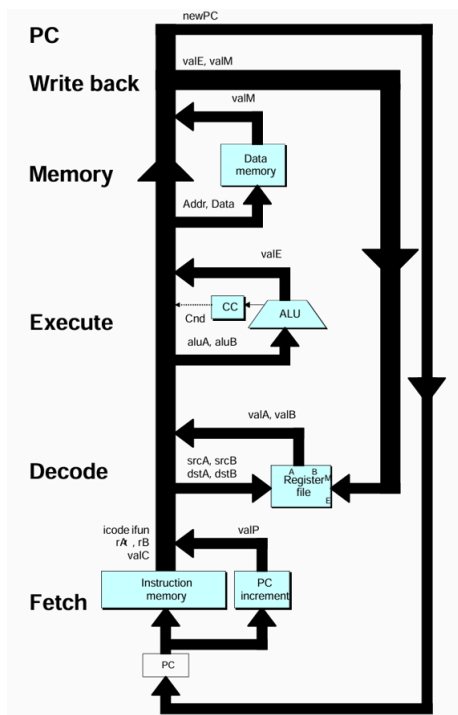 newPC
PC
valE, valM
Write back
valM
Data
memory
Memory
Addr, Data
valE
CC
ALU
Cnd
Execute
aluA, aluB
valA, valB
srcA, srcB
dstA, dstB
A B
Register
M
file
E
Decode
icode ifun
rA , rB
valC
valP
Instruction
memory
PC
increment
Fetch
PC